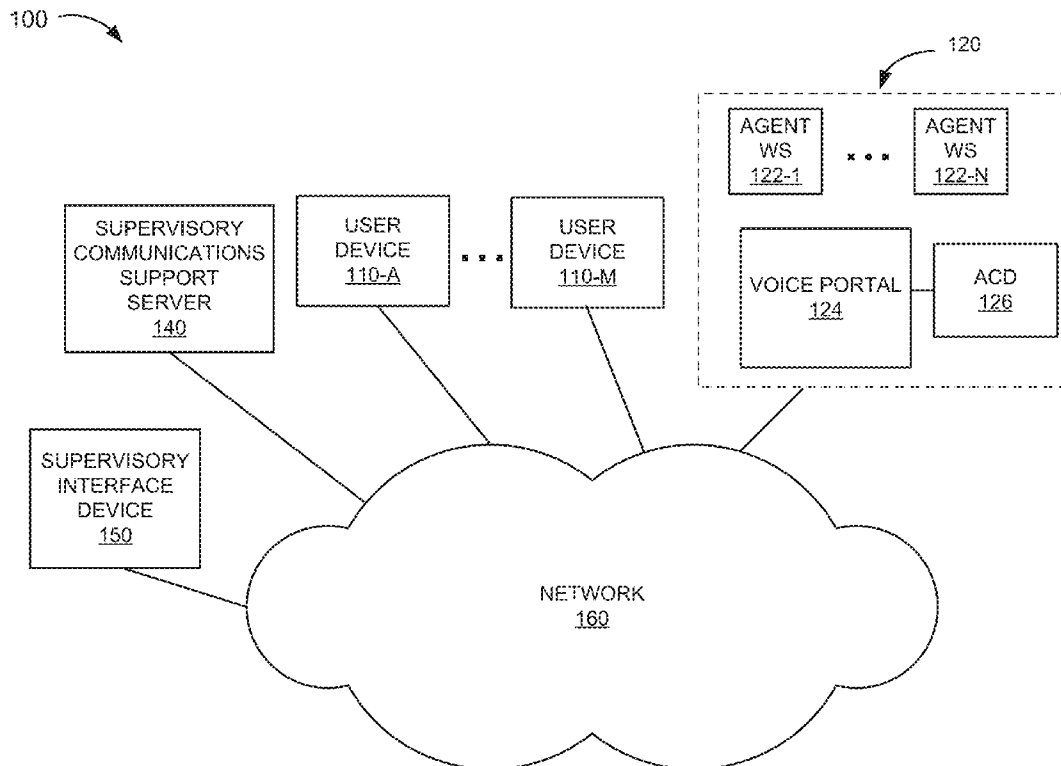 100
120
AGENT
WS
122-1
AGENT
WS
122-N
SUPERVISORY
COMMUNICATIONS
SUPPORT
SERVER
140
USER
DEVICE
110-A
USER
DEVICE
110-M
VOICE PORTAL
124
ACD
126
SUPERVISORY
INTERFACE
DEVICE
150
NETWORK
160